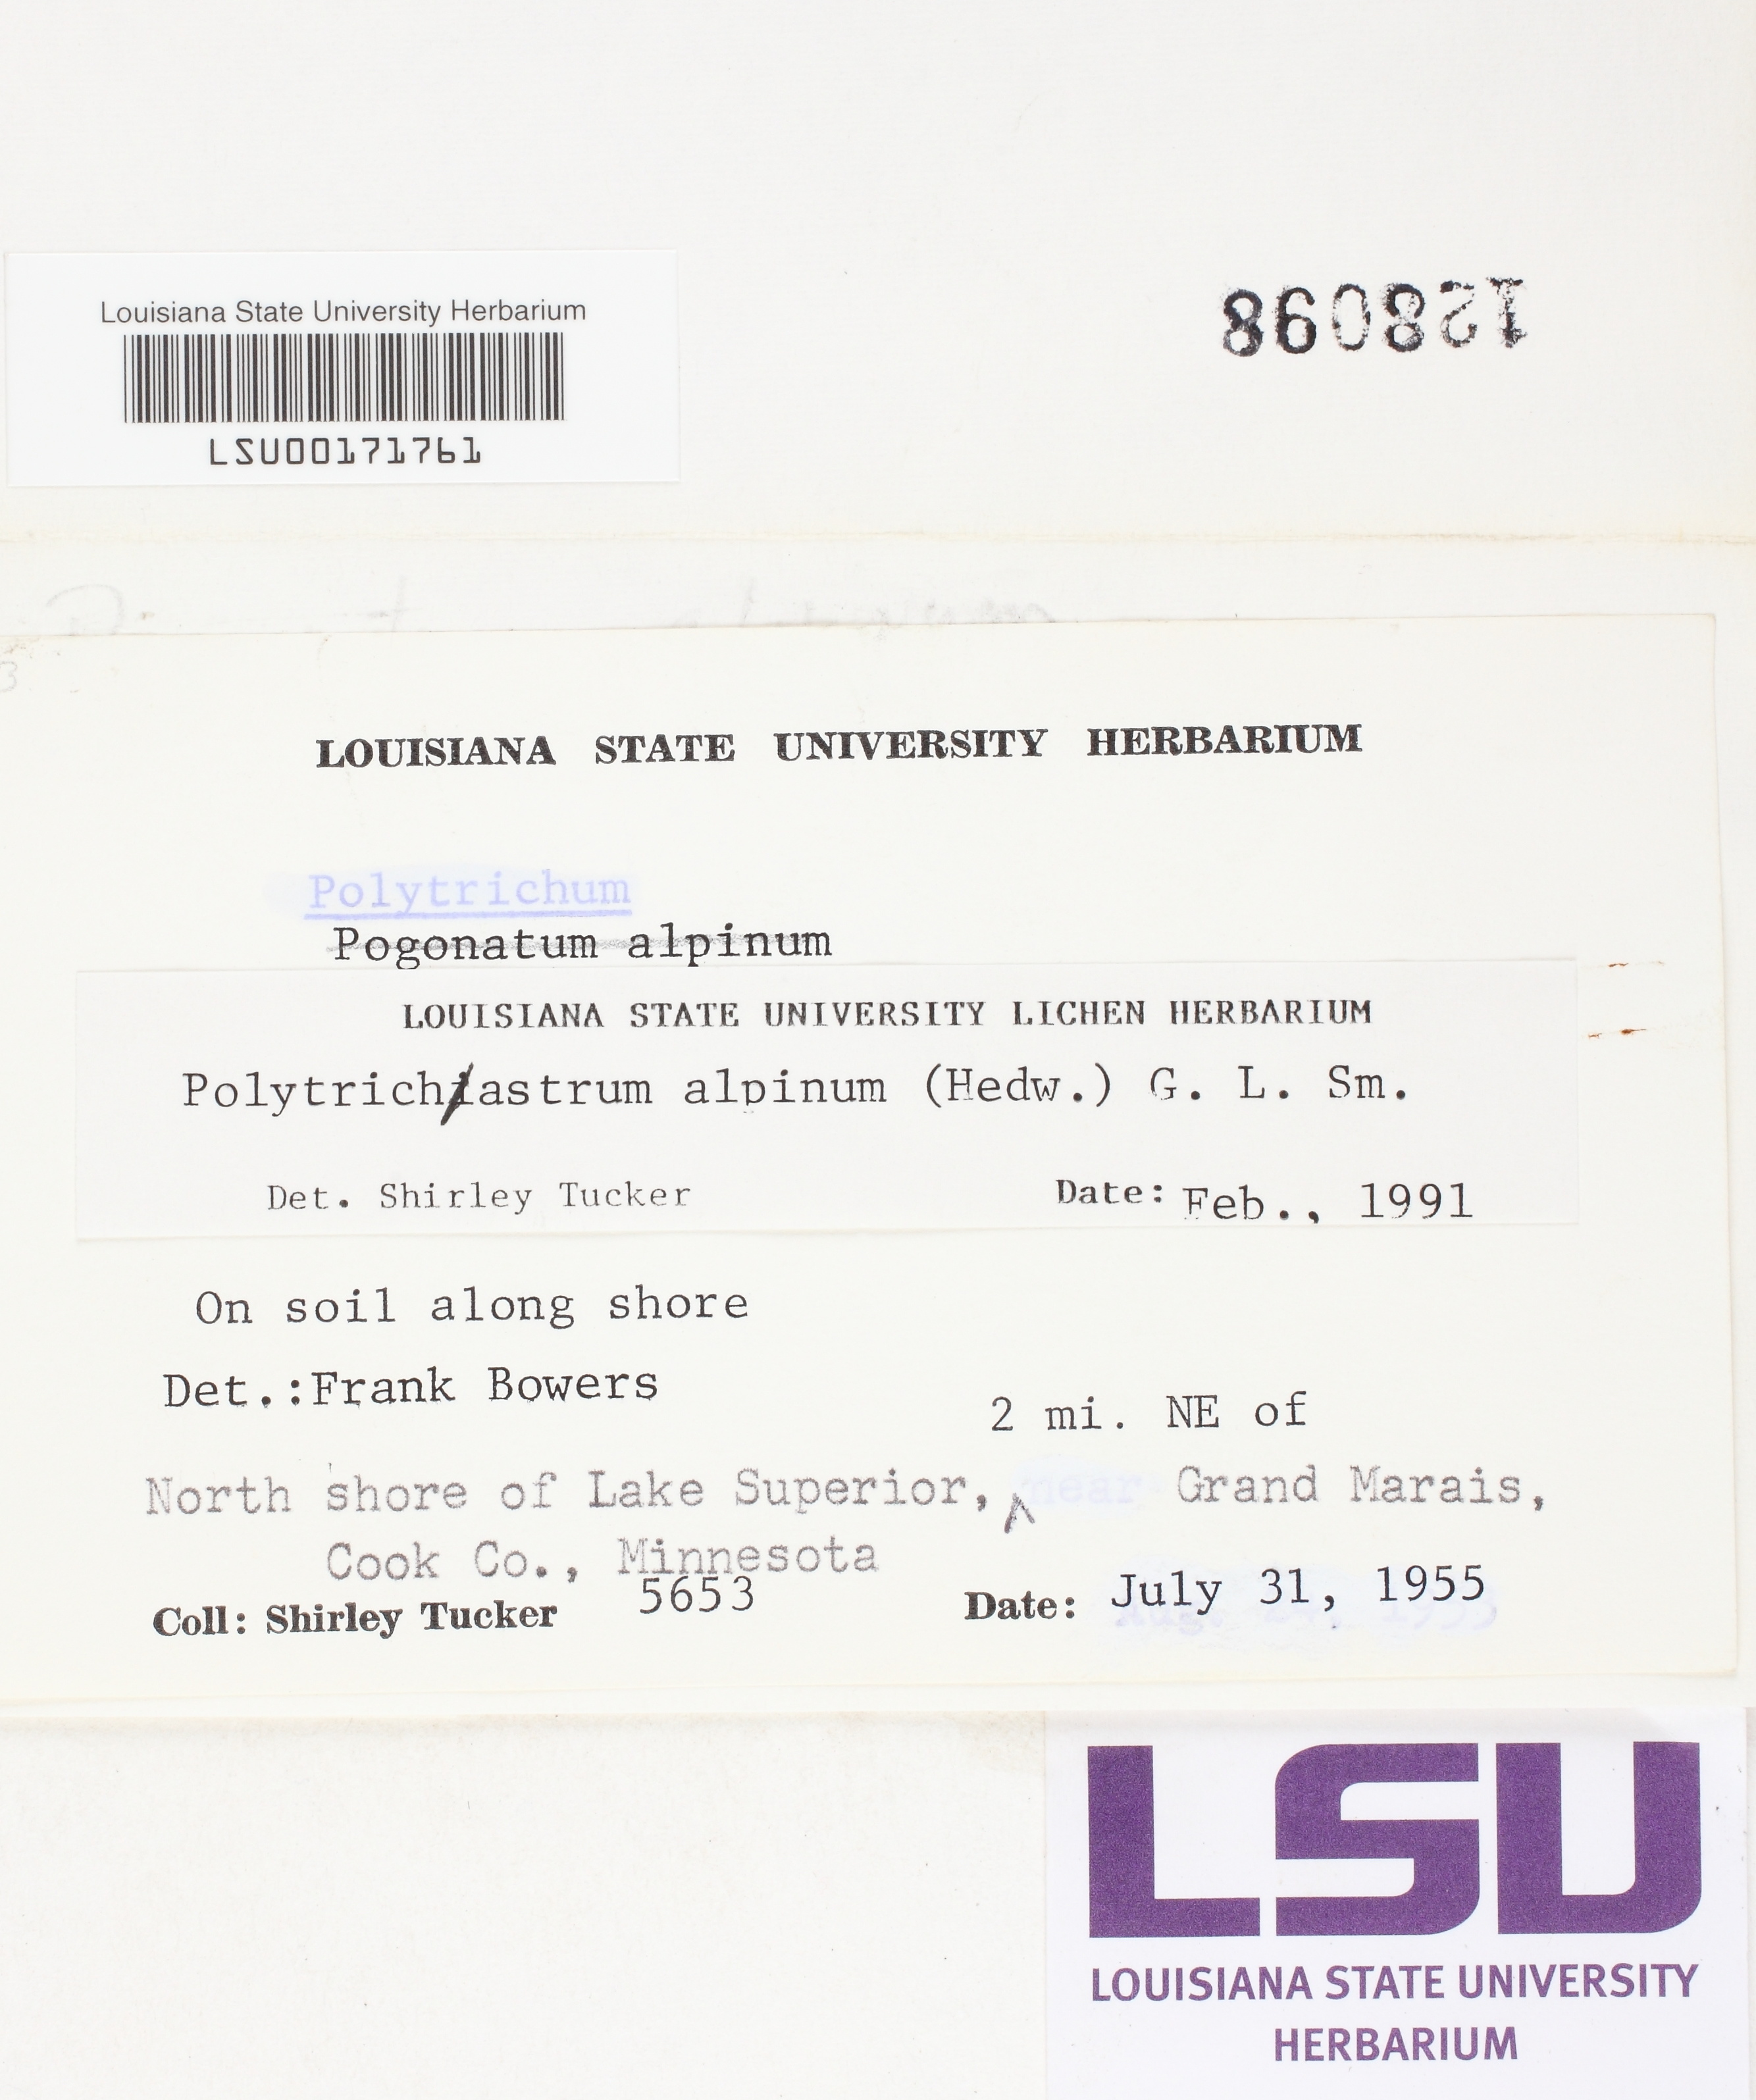 Louisiana State University Herbarium
LSU00171761
128098
LOUISIANA STATE UNIVERSITY HERBARIUM
Polytrichum
Pogonatum alpinum
LOUISIANA STATE UNIVERSITY LICHEN HERBARIUM
Polytrichastrum alpinum (Hedw.) G. L. Sm.
Det. Shirley Tucker Date: Feb., 1991
On soil along shore
Det.:Frank Bowers
2 mi. NE of
North shore of Lake Superior, near Grand Marais,
Cook Co., Minnesota
Coll: Shirley Tucker 5653 Date: July 31, 1955
LSU
LOUISIANA STATE UNIVERSITY
HERBARIUM